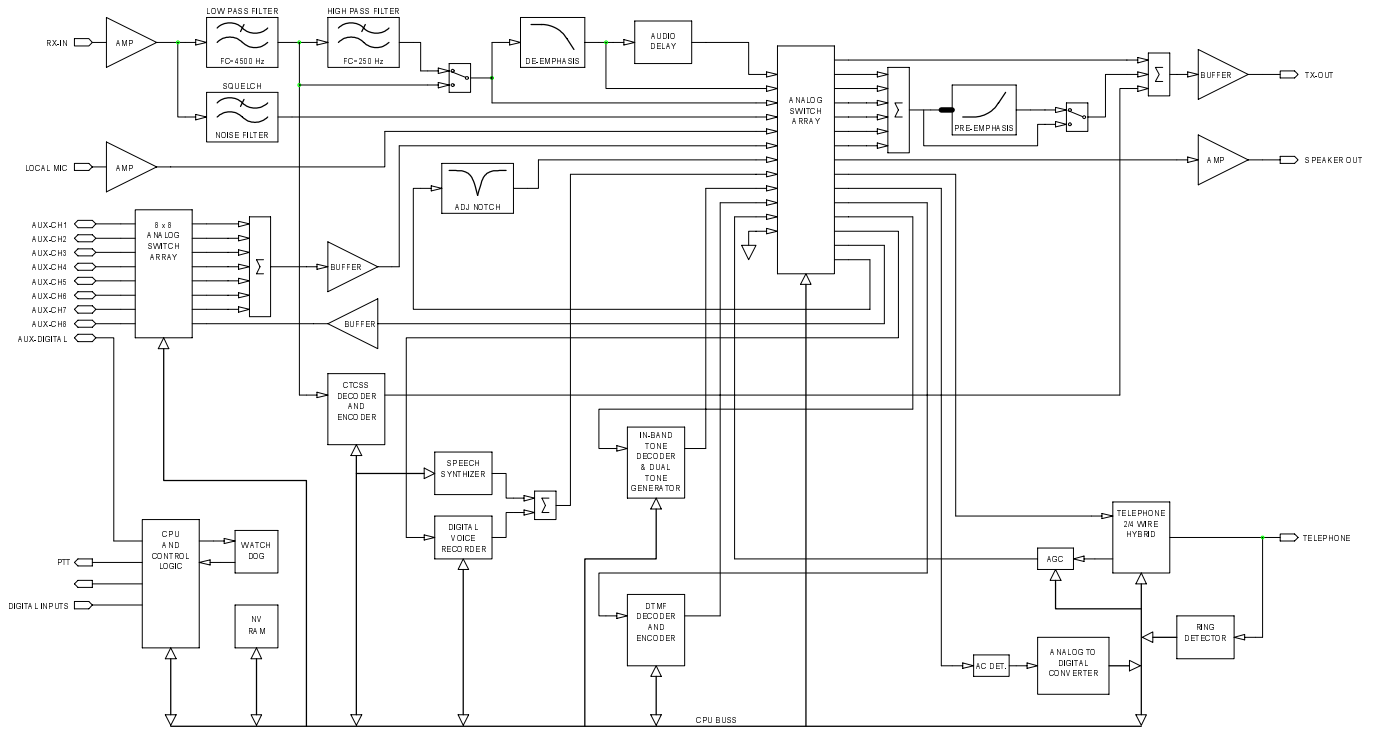 LOW PASS FILTER
HIGH PASS FILTER
RX-IN
AMP
FC=4500 Hz
FC=250 Hz
DE-EMPHASIS
AUDIO
DELAY
SQUELCH
NOISE FILTER
ANALOG
SWITCH
ARRAY
Σ
PRE-EMPHASIS
Σ
BUFFER
TX-OUT
LOCAL MIC
AMP
ADJ NOTCH
AMP
SPEAKER OUT
AUX-CH1
AUX-CH2
AUX-CH3
AUX-CH4
AUX-CH5
AUX-CH6
AUX-CH7
AUX-CH8
AUX-DIGITAL
8 x 8
ANALOG
SWITCH
ARRAY
Σ
BUFFER
BUFFER
CTCSS
DECODER
AND
ENCODER
SPEECH
SYNTHIZER
Σ
DIGITAL
VOICE
RECORDER
IN-BAND
TONE
DECODER
& DUAL
TONE
GENERATOR
TELEPHONE
2/4 WIRE
HYBRID
TELEPHONE
AGC
CPU
AND
CONTROL
LOGIC
WATCH
DOG
PTT
DIGITAL INPUTS
NV
RAM
DTMF
DECODER
AND
ENCODER
RING
DETECTOR
AC DET.
ANALOG TO
DIGITAL
CONVERTER
CPU BUSS